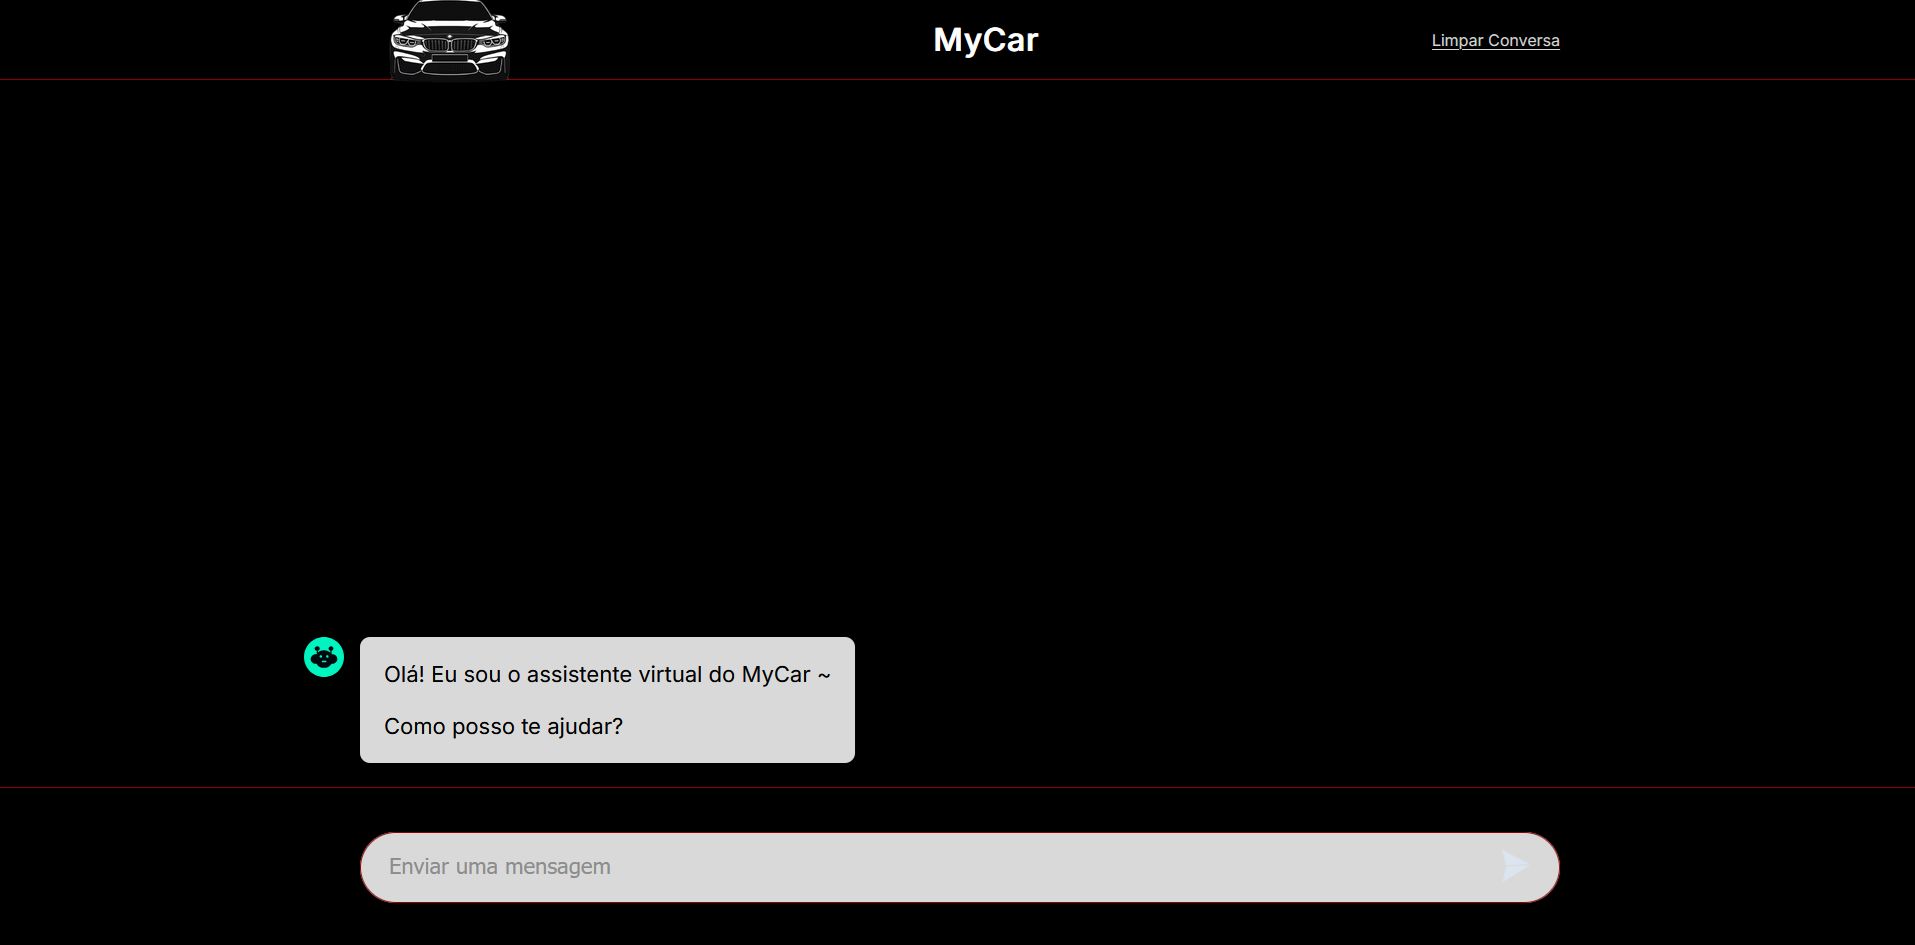 MyCar
Limpar Conversa
Olá! Eu sou o assistente virtual do MyCar ~
Como posso te ajudar?
Enviar uma mensagem